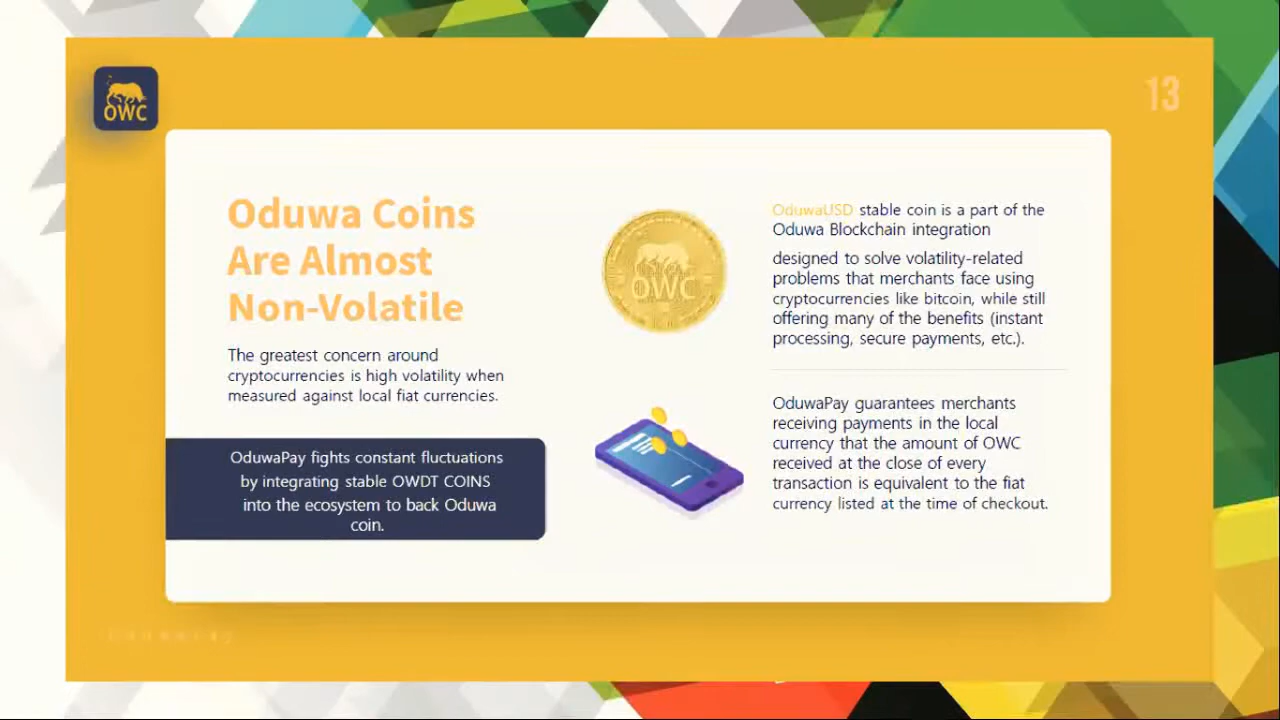 OWC
13
Oduwa Coins
Are Almost
Non-Volatile
The greatest concern around
cryptocurrencies is high volatility when
measured against local fiat currencies.
OduwaPay fights constant fluctuations
by integrating stable OWDT COINS
into the ecosystem to back Oduwa
coin.
OWC
OduwaUSD stable coin is a part of the
Oduwa Blockchain integration
designed to solve volatility-related
problems that merchants face using
cryptocurrencies like bitcoin, while still
offering many of the benefits (instant
processing, secure payments, etc.).
OduwaPay guarantees merchants
receiving payments in the local
currency that the amount of OWC
received at the close of every
transaction is equivalent to the fiat
currency listed at the time of checkout.